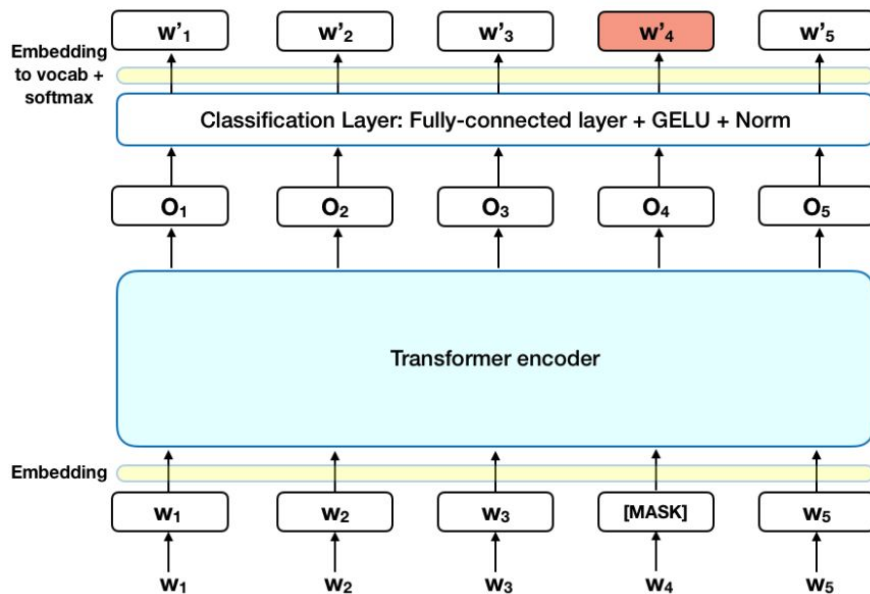 w’₁ w’₂ w’₃ w’₄ w’₅
Embedding
to vocab +
softmax
Classification Layer: Fully-connected layer + GELU + Norm
O₁ O₂ O₃ O₄ O₅
Transformer encoder
Embedding
w₁ w₂ w₃ [MASK] w₅
w₁ w₂ w₃ w₄ w₅